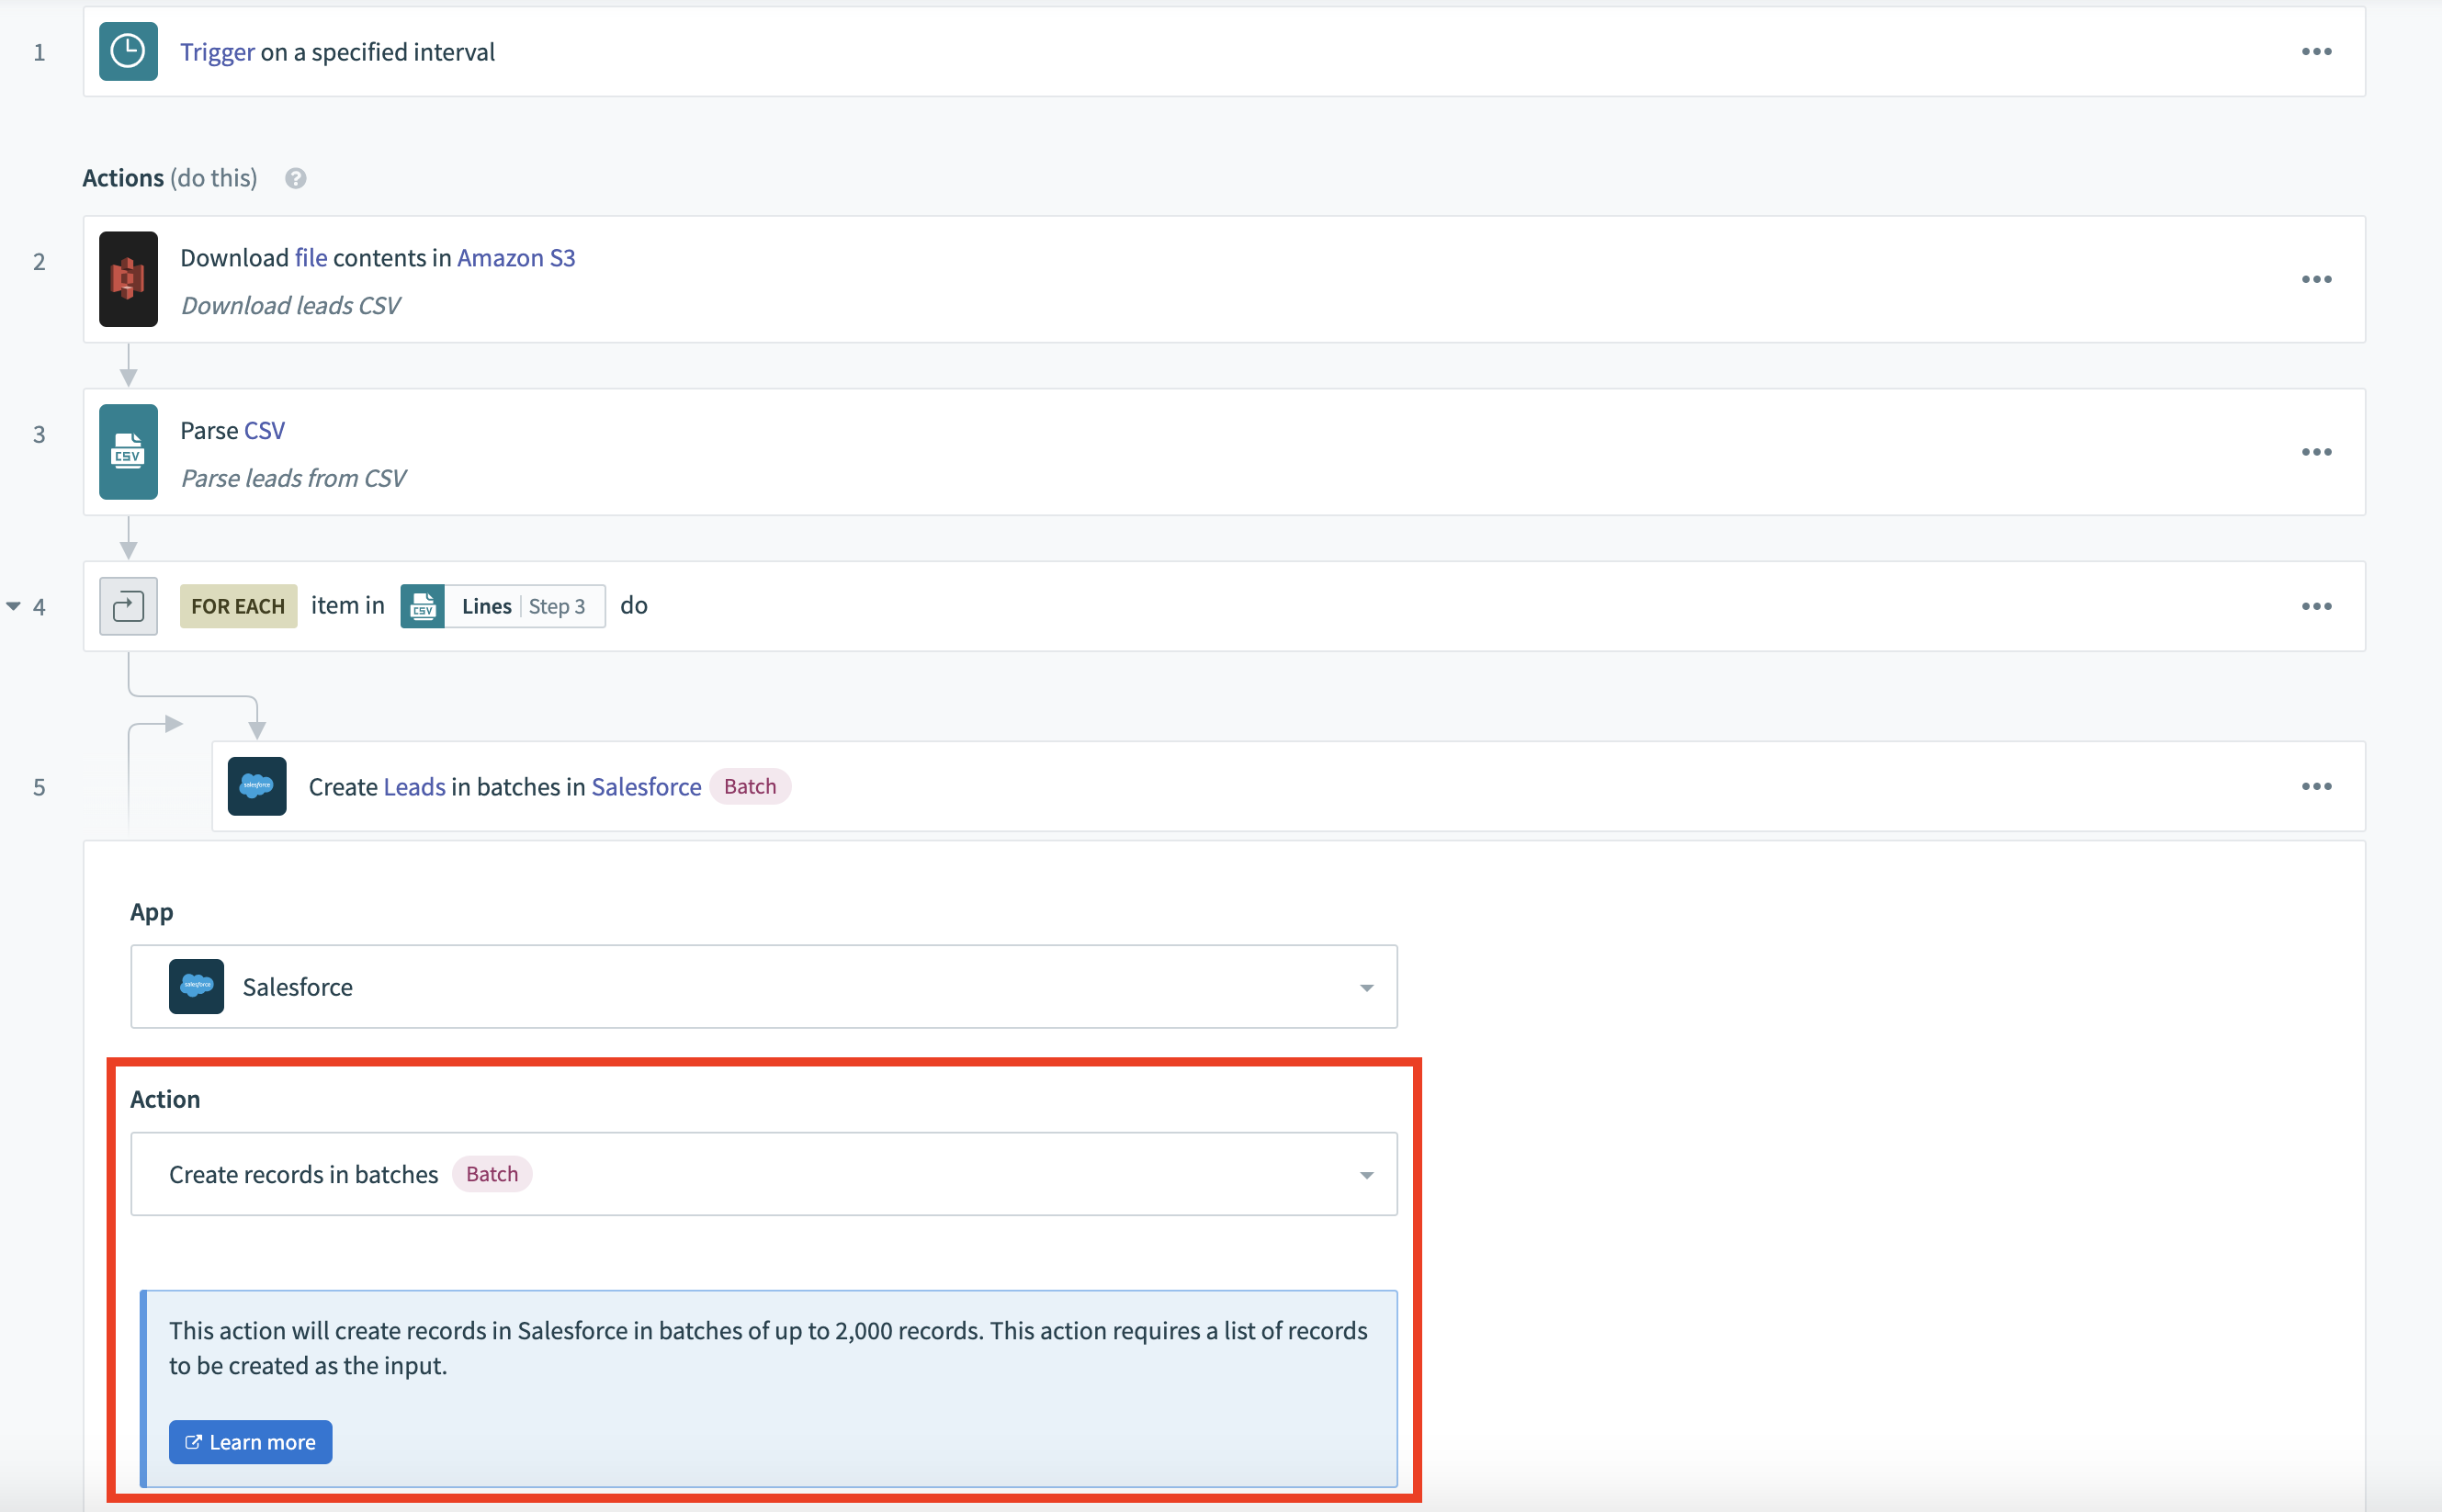 1
Trigger on a specified interval
Actions (do this) ?
2
Download file contents in Amazon S3
Download leads CSV
3
CSV
Parse CSV
Parse leads from CSV
4
FOR EACH item in CSV Lines | Step 3 do
5
salesforce
Create Leads in batches in Salesforce Batch
App
salesforce
Salesforce
Action
Create records in batches Batch
This action will create records in Salesforce in batches of up to 2,000 records. This action requires a list of records
to be created as the input.
Learn more